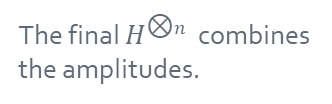 The final H⊗n combines
the amplitudes.